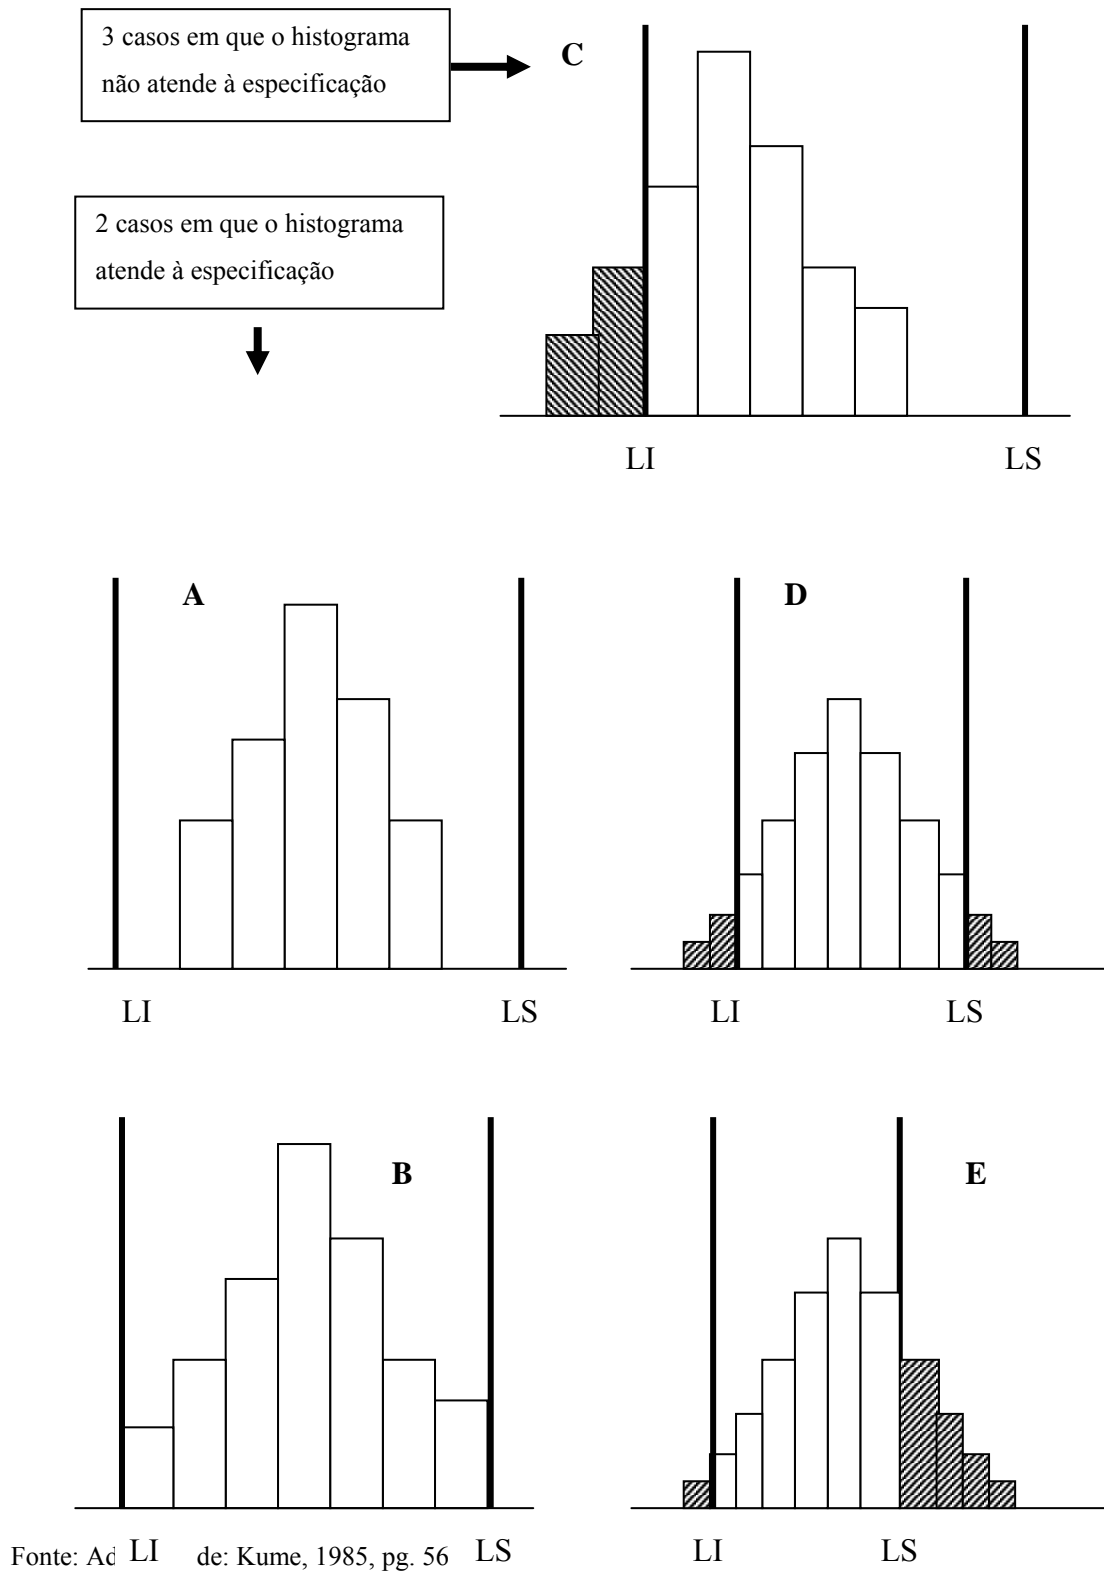 3 casos em que o histograma
não atende à especificação
C
2 casos em que o histograma
atende à especificação
LI LS
A D
LI LS LI LS
B E
Fonte: Ad LI de: Kume, 1985, pg. 56 LS LI LS